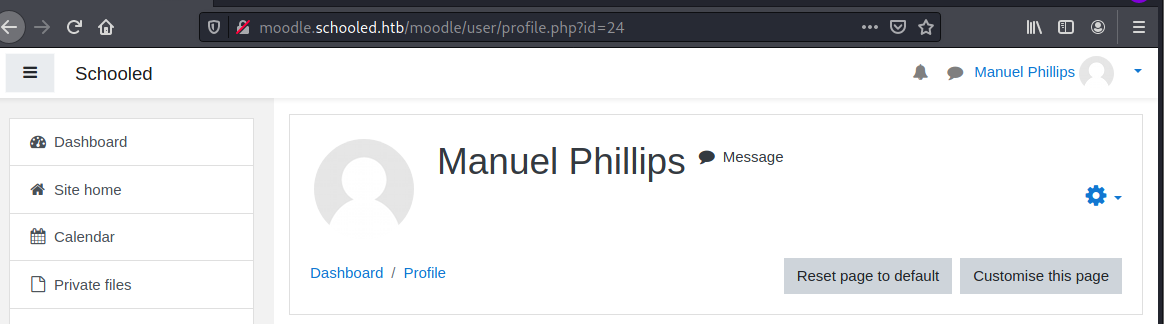 moodle.schooled.htb/moodle/user/profile.php?id=24
Schooled
Manuel Phillips
Dashboard
Site home
Calendar
Private files
Manuel Phillips
Message
Dashboard / Profile
Reset page to default
Customise this page